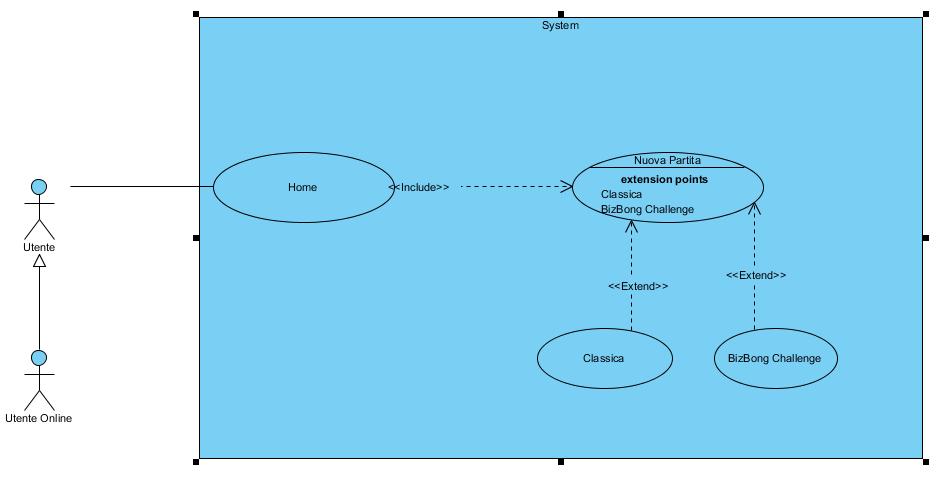 System
Nuova Partita
extension points
Classica
BizBong Challenge
Home
<<Include>>
Utente
<<Extend>>
<<Extend>>
Classica
BizBong Challenge
Utente Online